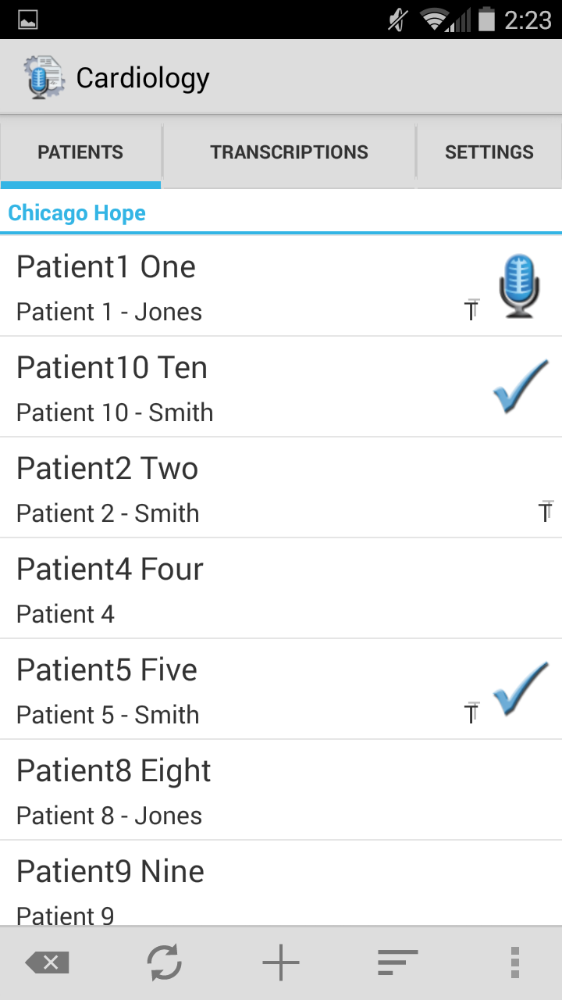 2:23
Cardiology
PATIENTS TRANSCRIPTIONS SETTINGS
Chicago Hope
Patient1 One
Patient 1 - Jones T
Patient10 Ten
Patient 10 - Smith
Patient2 Two
Patient 2 - Smith T
Patient4 Four
Patient 4
Patient5 Five
Patient 5 - Smith T
Patient8 Eight
Patient 8 - Jones
Patient9 Nine
Patient 9